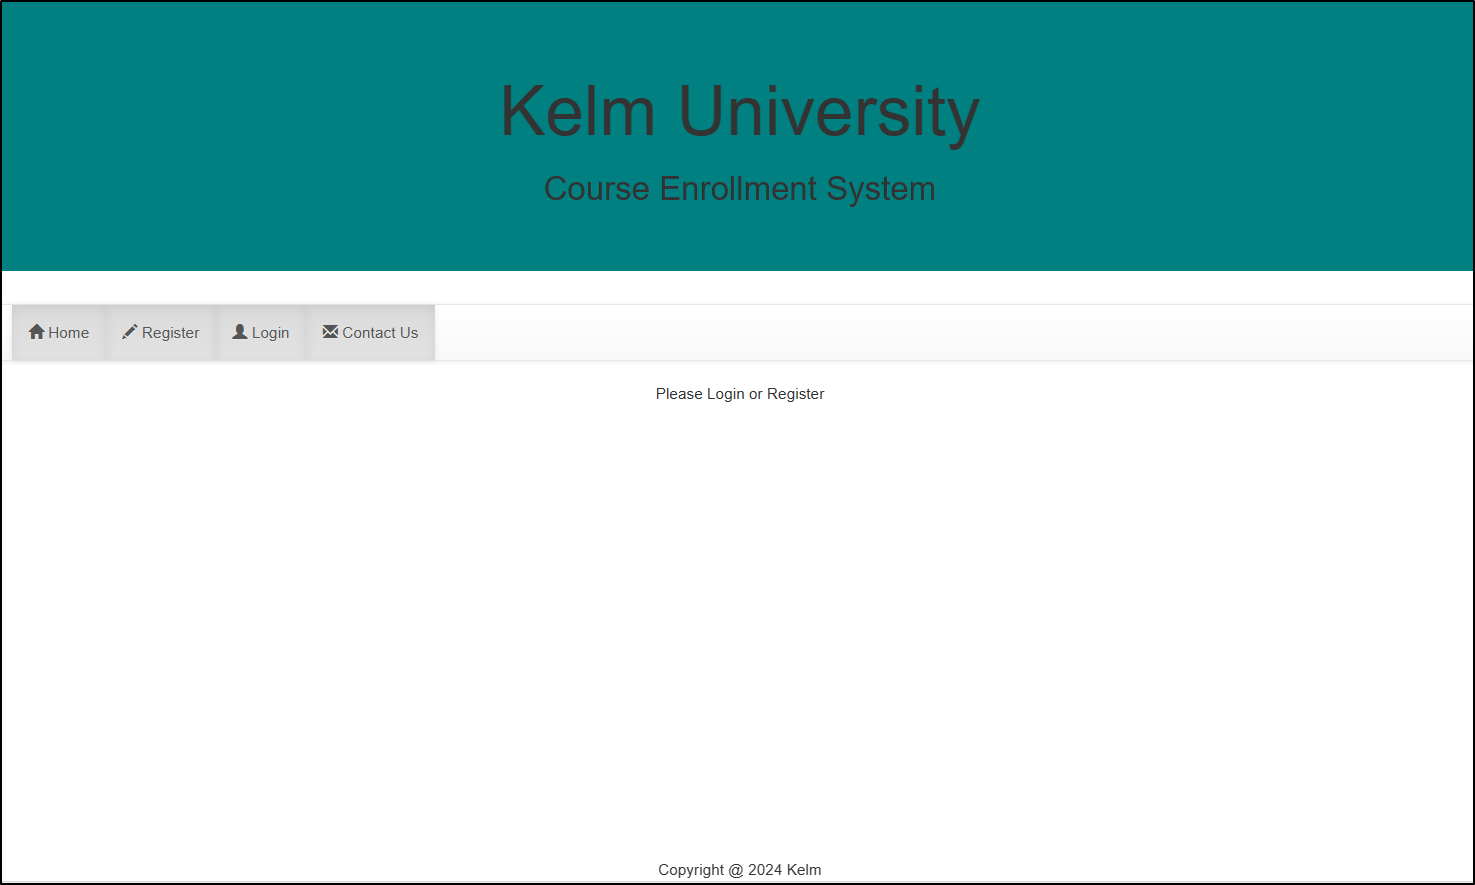 Kelm University
Course Enrollment System
Home Register Login Contact Us
Please Login or Register
Copyright @ 2024 Kelm